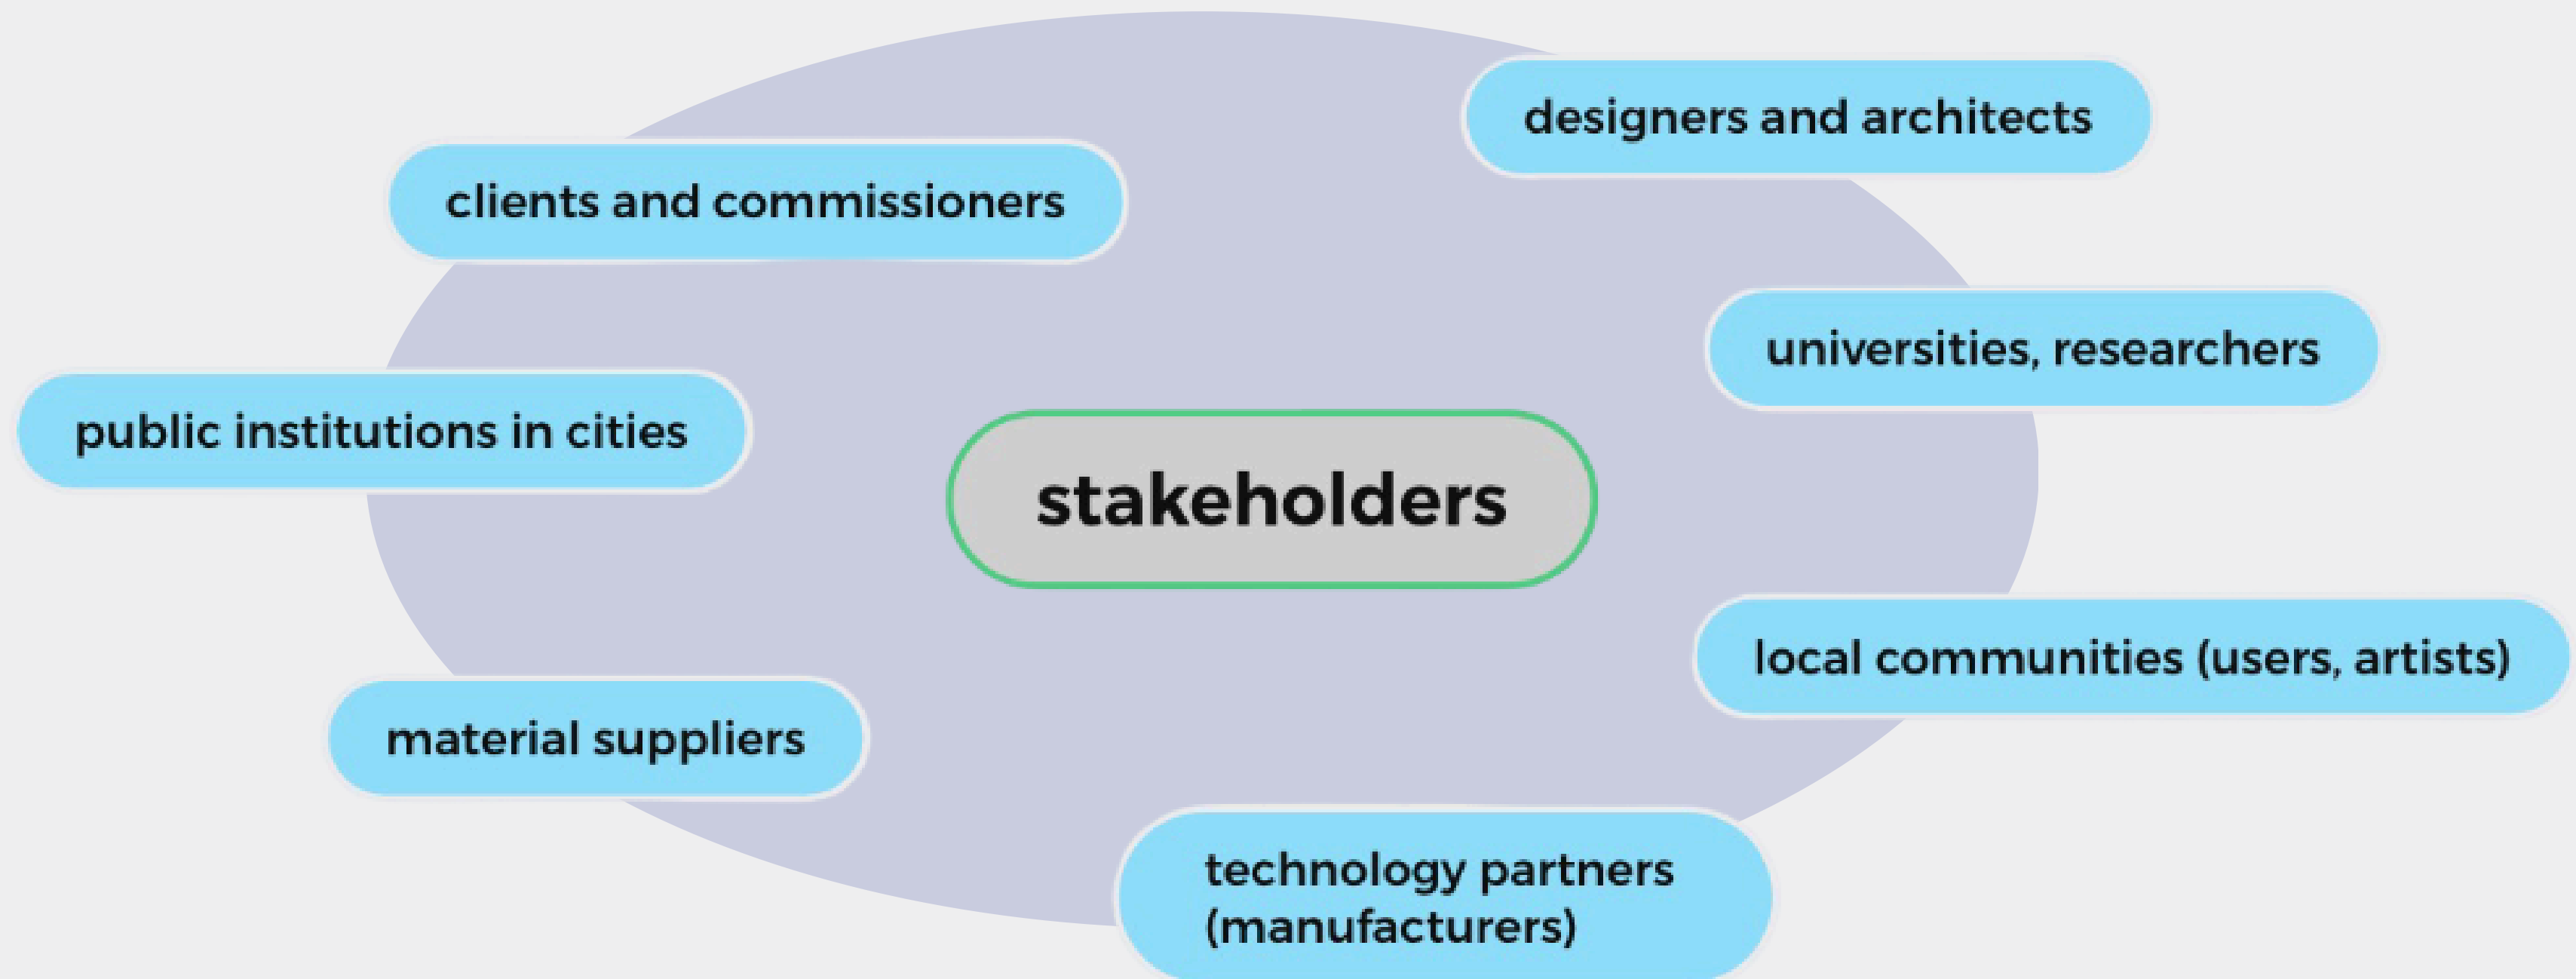 designers and architects
clients and commissioners
universities, researchers
public institutions in cities
stakeholders
local communities (users, artists)
material suppliers
technology partners
(manufacturers)